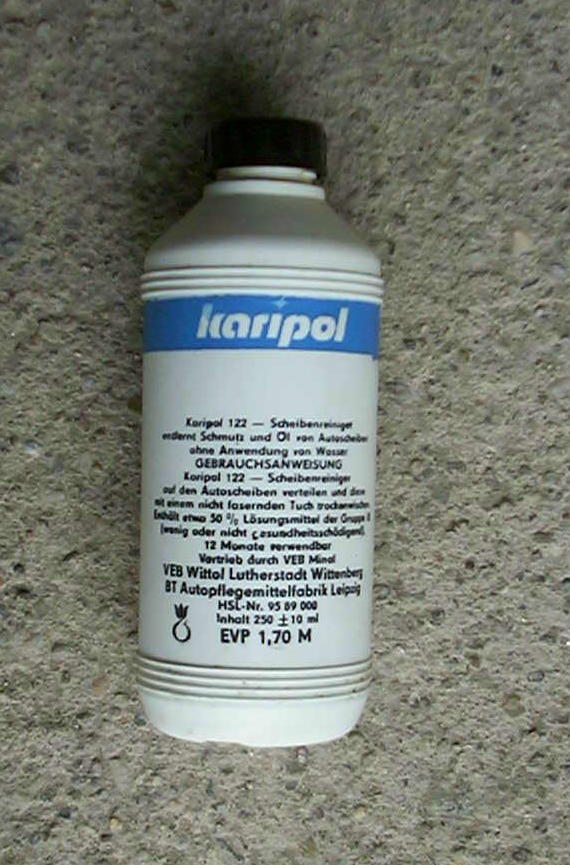 karipol
Karipol 122 — Scheibenreiniger
entfernt Schmutz und Öl von Autoscheiben
ohne Anwendung von Wasser
GEBRAUCHSANWEISUNG
Karipol 122 — Scheibenreiniger
auf den Autoscheiben verteilen und diese
mit einem nicht fasernden Tuch trockenwischen
Enthält etwa 50 % Lösungsmittel der Gruppe
(wenig oder nicht gesundheitsschädigend).
12 Monate verwendbar
Vertrieb durch VEB Minol
VEB Wittol Lutherstadt Wittenberg
BT Autopflegemittelfabrik Leipzig
HSL-Nr. 95 89 000
Inhalt 250 ± 10 ml
EVP 1,70 M